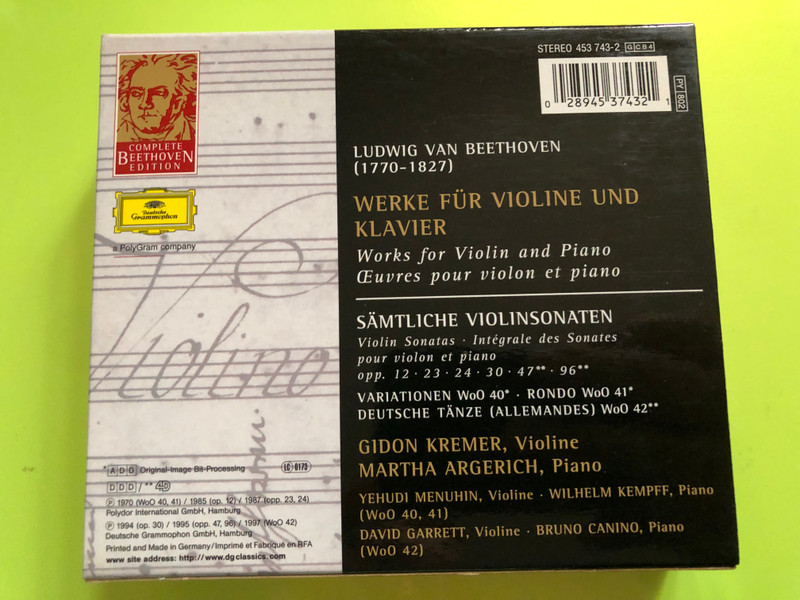 COMPLETE
BEETHOVEN
EDITION
Deutsche
Grammophon
a PolyGram company
Violino
STEREO 453 743-2 GCB4
0 28945 37432 1
PY 802
LUDWIG VAN BEETHOVEN
(1770-1827)
WERKE FÜR VIOLINE UND
KLAVIER
Works for Violin and Piano
Œuvres pour violon et piano
SÄMTLICHE VIOLINSONATEN
Violin Sonatas · Intégrale des Sonates
pour violon et piano
opp. 12 · 23 · 24 · 30 · 47** · 96**
VARIATIONEN WoO 40* · RONDO WoO 41*
DEUTSCHE TÄNZE (ALLEMANDES) WoO 42**
GIDON KREMER, Violine
MARTHA ARGERICH, Piano
YEHUDI MENUHIN, Violine · WILHELM KEMPFF, Piano
(WoO 40, 41)
DAVID GARRETT, Violine · BRUNO CANINO, Piano
(WoO 42)
* ADD Original-Image Bit-Processing
LC 0173
DDD / ** 4D
℗ 1970 (WoO 40, 41) / 1985 (op. 12) / 1987 (opp. 23, 24)
Polydor International GmbH, Hamburg
℗ 1994 (op. 30) / 1995 (opp. 47, 96) / 1997 (WoO 42)
Deutsche Grammophon GmbH, Hamburg
Printed and Made in Germany/Imprimé et Fabriqué en RFA
www site address: http://www.dgclassics.com